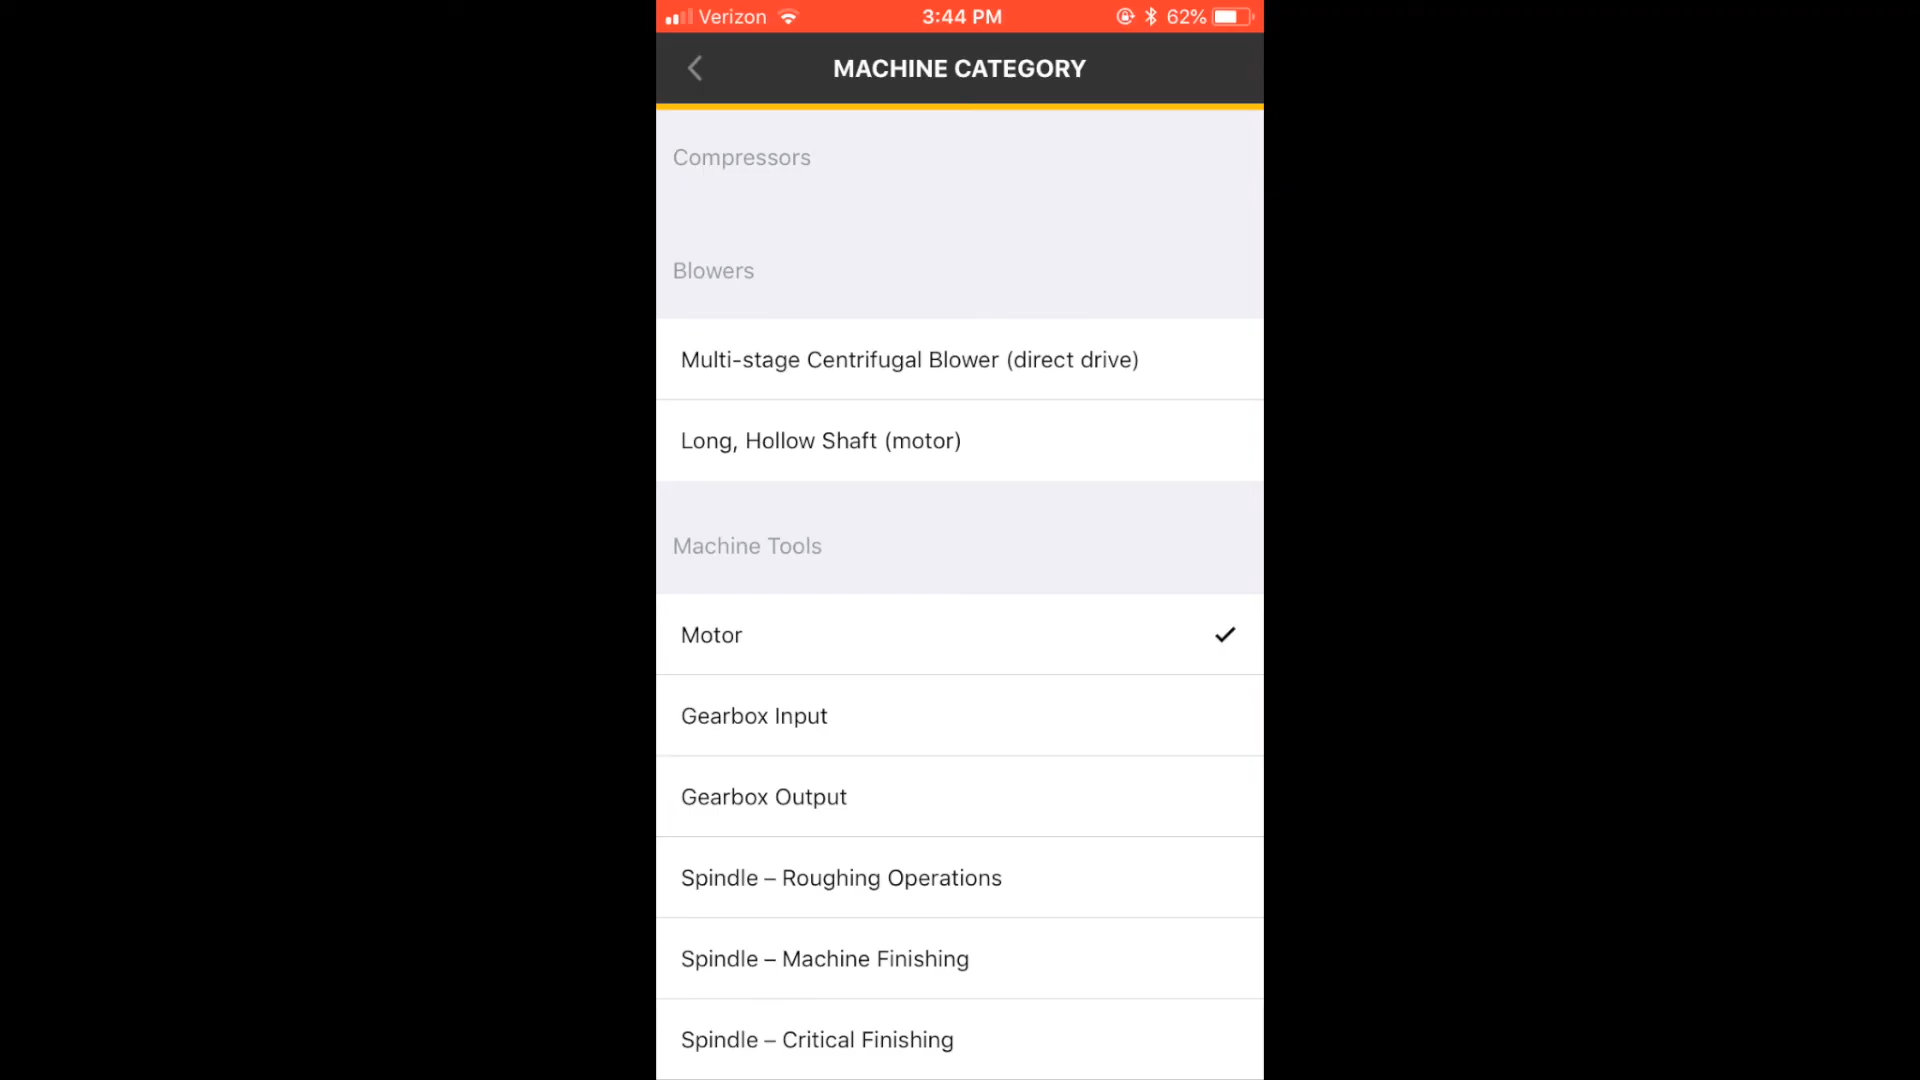 Verizon 3:44 PM 62%
MACHINE CATEGORY
Compressors
Blowers
Multi-stage Centrifugal Blower (direct drive)
Long, Hollow Shaft (motor)
Machine Tools
Motor
Gearbox Input
Gearbox Output
Spindle – Roughing Operations
Spindle – Machine Finishing
Spindle – Critical Finishing